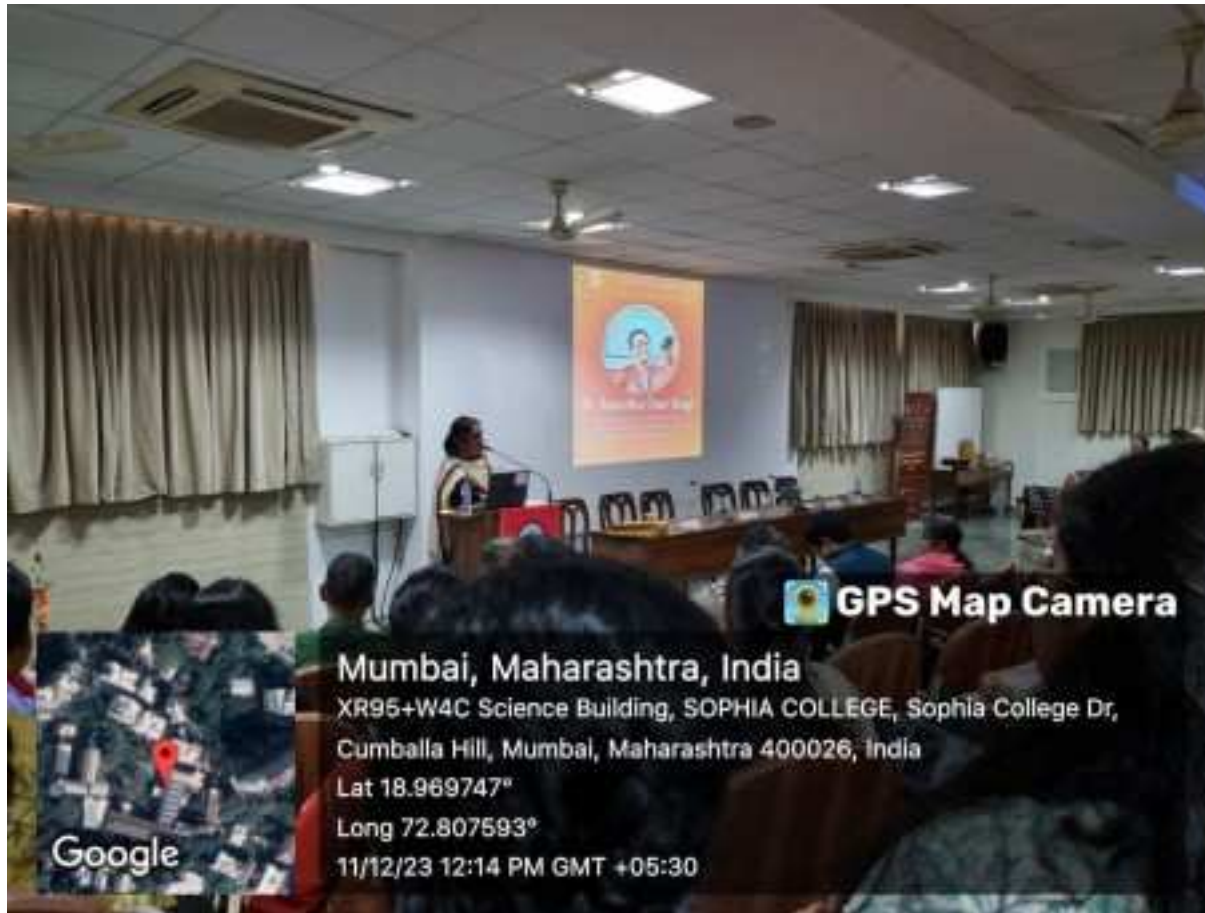 GPS Map Camera
Mumbai, Maharashtra, India
XR95+W4C Science Building, SOPHIA COLLEGE, Sophia College Dr,
Cumballa Hill, Mumbai, Maharashtra 400026, India
Lat 18.969747°
Long 72.807593°
11/12/23 12:14 PM GMT +05:30
Google